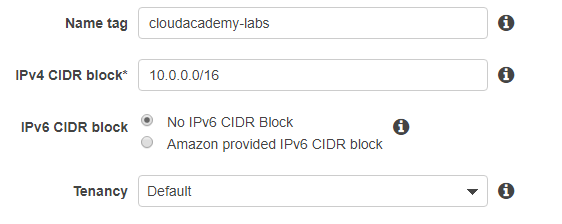 Name tag cloudacademy-labs
IPv4 CIDR block* 10.0.0.0/16
IPv6 CIDR block No IPv6 CIDR Block
Amazon provided IPv6 CIDR block
Tenancy Default